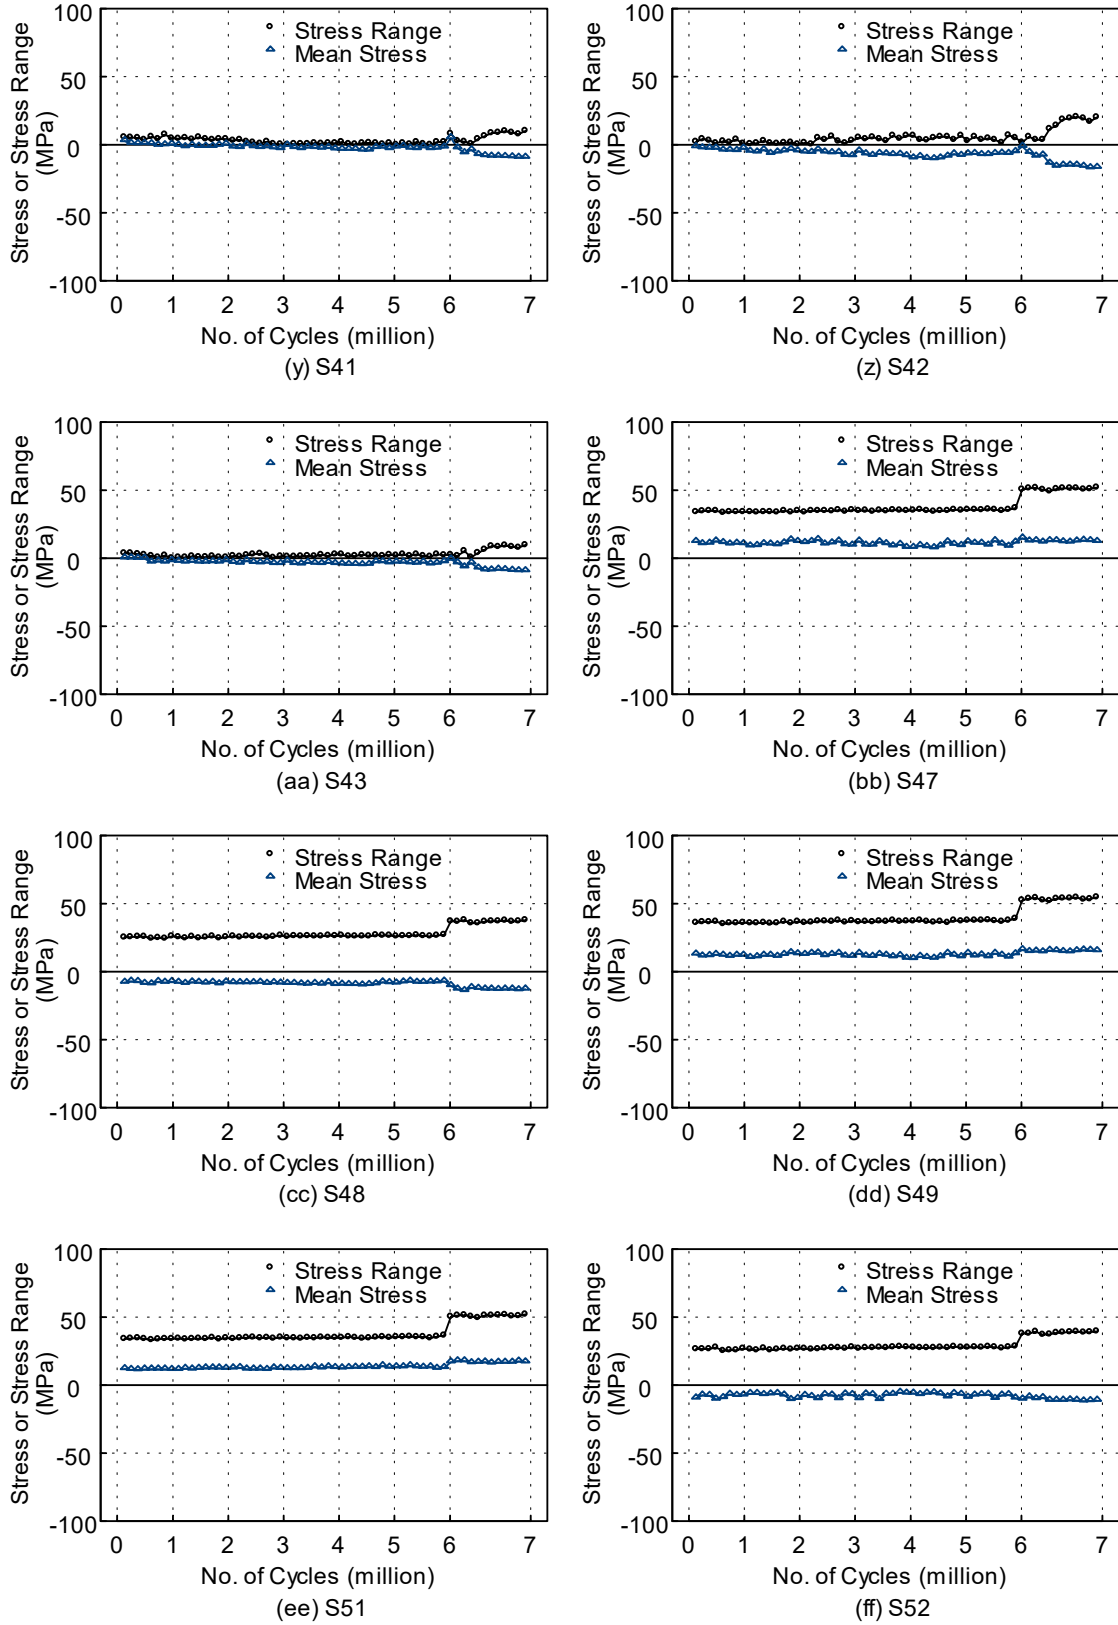 100
50
0
-50
-100
Stress or Stress Range
(MPa)
Stress Range
Mean Stress
0 1 2 3 4 5 6 7
No. of Cycles (million)
(y) S41
100
50
0
-50
-100
Stress or Stress Range
(MPa)
Stress Range
Mean Stress
0 1 2 3 4 5 6 7
No. of Cycles (million)
(z) S42
100
50
0
-50
-100
Stress or Stress Range
(MPa)
Stress Range
Mean Stress
0 1 2 3 4 5 6 7
No. of Cycles (million)
(aa) S43
100
50
0
-50
-100
Stress or Stress Range
(MPa)
Stress Range
Mean Stress
0 1 2 3 4 5 6 7
No. of Cycles (million)
(bb) S47
100
50
0
-50
-100
Stress or Stress Range
(MPa)
Stress Range
Mean Stress
0 1 2 3 4 5 6 7
No. of Cycles (million)
(cc) S48
100
50
0
-50
-100
Stress or Stress Range
(MPa)
Stress Range
Mean Stress
0 1 2 3 4 5 6 7
No. of Cycles (million)
(dd) S49
100
50
0
-50
-100
Stress or Stress Range
(MPa)
Stress Range
Mean Stress
0 1 2 3 4 5 6 7
No. of Cycles (million)
(ee) S51
100
50
0
-50
-100
Stress or Stress Range
(MPa)
Stress Range
Mean Stress
0 1 2 3 4 5 6 7
No. of Cycles (million)
(ff) S52